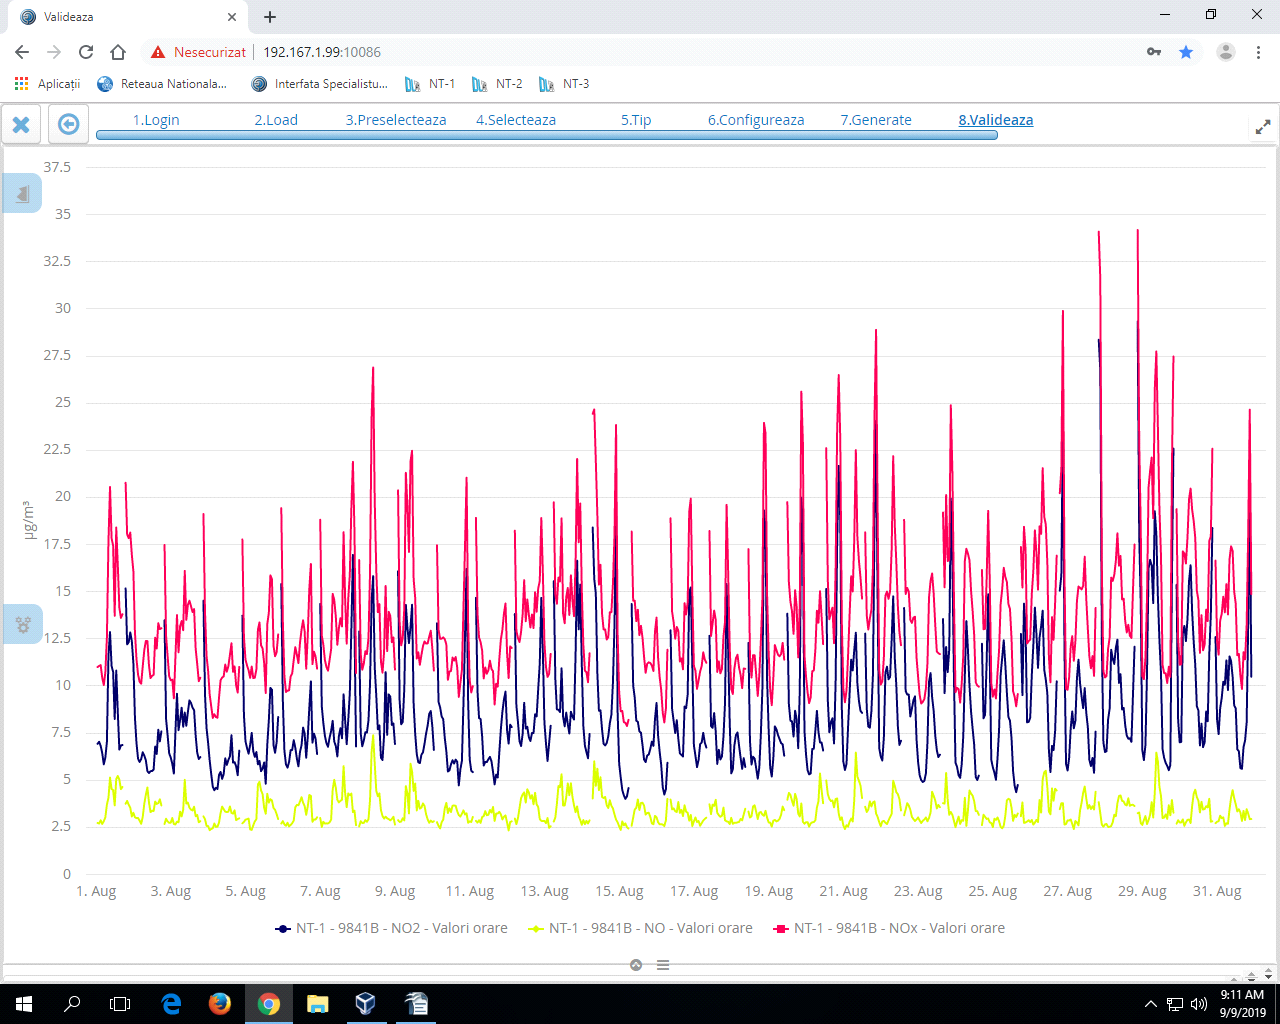 Valideaza
Nesecurizat 192.167.1.99:10086
Aplicații Reteaua Nationala... Interfata Specialistu... NT-1 NT-2 NT-3
1.Login 2.Load 3.Preselecteaza 4.Selecteaza 5.Tip 6.Configureaza 7.Generate 8.Valideaza
37.5
35
32.5
30
27.5
25
22.5
20
µg/m³
17.5
15
12.5
10
7.5
5
2.5
0
1. Aug 3. Aug 5. Aug 7. Aug 9. Aug 11. Aug 13. Aug 15. Aug 17. Aug 19. Aug 21. Aug 23. Aug 25. Aug 27. Aug 29. Aug 31. Aug
NT-1 - 9841B - NO2 - Valori orare NT-1 - 9841B - NO - Valori orare NT-1 - 9841B - NOx - Valori orare
9:11 AM
9/9/2019